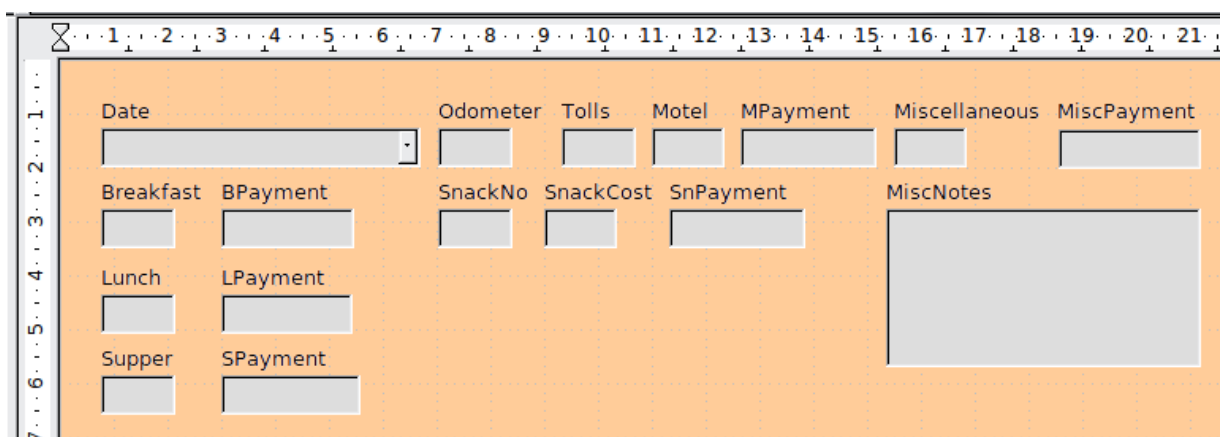 1 2 3 4 5 6 7 8 9 10 11 12 13 14 15 16 17 18 19 20 21
1
Date Odometer Tolls Motel MPayment Miscellaneous MiscPayment
2
Breakfast BPayment SnackNo SnackCost SnPayment MiscNotes
3
4
Lunch LPayment
5
Supper SPayment
6
7